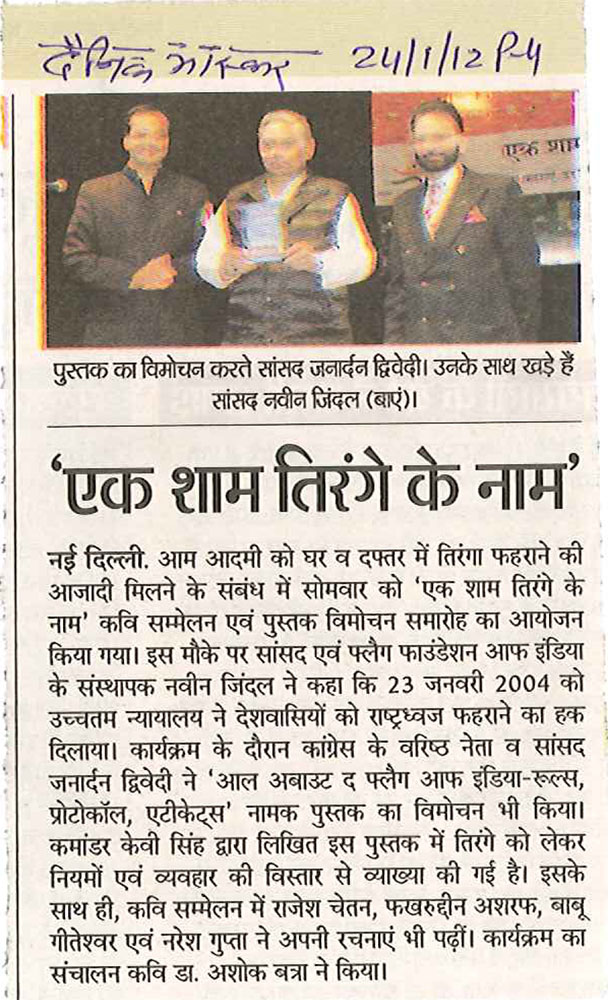 दैनिक भास्कर 24/1/12 P-4
एक शाम
पुस्तक का विमोचन करते सांसद जनार्दन द्विवेदी। उनके साथ खड़े हैं
सांसद नवीन जिंदल (बाएं)।
‘एक शाम तिरंगे के नाम’
नई दिल्ली. आम आदमी को घर व दफ्तर में तिरंगा फहराने की
आजादी मिलने के संबंध में सोमवार को ‘एक शाम तिरंगे के
नाम’ कवि सम्मेलन एवं पुस्तक विमोचन समारोह का आयोजन
किया गया। इस मौके पर सांसद एवं फ्लैग फाउंडेशन आफ इंडिया
के संस्थापक नवीन जिंदल ने कहा कि 23 जनवरी 2004 को
उच्चतम न्यायालय ने देशवासियों को राष्ट्रध्वज फहराने का हक
दिलाया। कार्यक्रम के दौरान कांग्रेस के वरिष्ठ नेता व सांसद
जनार्दन द्विवेदी ने ‘आल अबाउट द फ्लैग आफ इंडिया-रूल्स,
प्रोटोकॉल, एटीकेट्स’ नामक पुस्तक का विमोचन भी किया।
कमांडर केवी सिंह द्वारा लिखित इस पुस्तक में तिरंगे को लेकर
नियमों एवं व्यवहार की विस्तार से व्याख्या की गई है। इसके
साथ ही, कवि सम्मेलन में राजेश चेतन, फखरुद्दीन अशरफ, बाबू
गीतेश्वर एवं नरेश गुप्ता ने अपनी रचनाएं भी पढ़ीं। कार्यक्रम का
संचालन कवि डा. अशोक बत्रा ने किया।